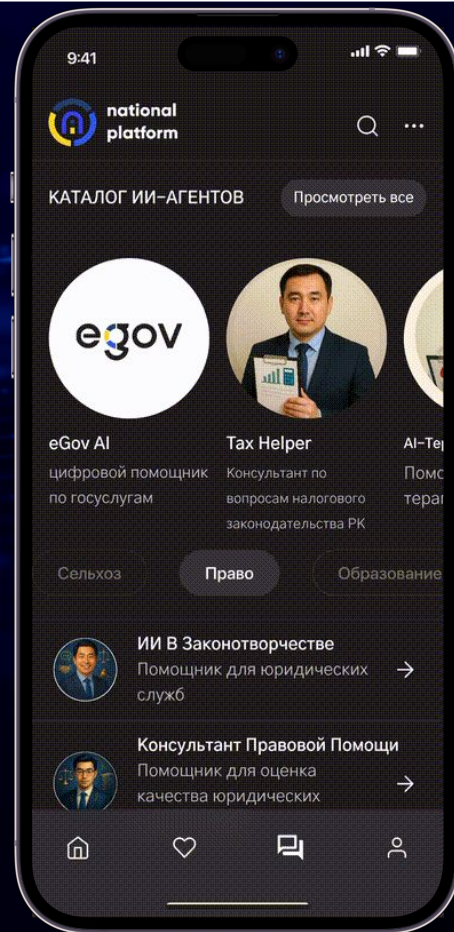 9:41
national
platform
КАТАЛОГ ИИ-АГЕНТОВ
Просмотреть все
egov
eGov AI
цифровой помощник
по госуслугам
Tax Helper
Консультант по
вопросам налогового
законодательства РК
Сельхоз
Право
Образование
ИИ В Законотворчестве
Помощник для юридических
служб
Консультант Правовой Помощи
Помощник для оценка
качества юридических